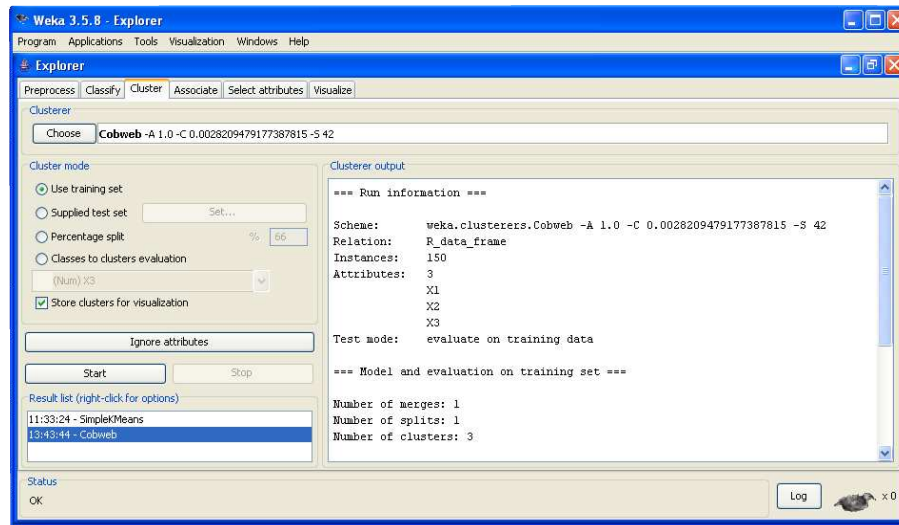 Weka 3.5.8 - Explorer
Program Applications Tools Visualization Windows Help
Explorer
Preprocess Classify Cluster Associate Select attributes Visualize
Clusterer
Choose Cobweb -A 1.0 -C 0.0028209479177387815 -S 42
Cluster mode
Use training set
Supplied test set Set...
Percentage split % 66
Classes to clusters evaluation
(Num) X3
Store clusters for visualization
Ignore attributes
Start Stop
Result list (right-click for options)
11:33:24 - SimpleKMeans
13:43:44 - Cobweb
Clusterer output
=== Run information ===
Scheme: weka.clusterers.Cobweb -A 1.0 -C 0.0028209479177387815 -S 42
Relation: R_data_frame
Instances: 150
Attributes: 3
X1
X2
X3
Test mode: evaluate on training data
=== Model and evaluation on training set ===
Number of merges: 1
Number of splits: 1
Number of clusters: 3
Status
OK
Log x 0